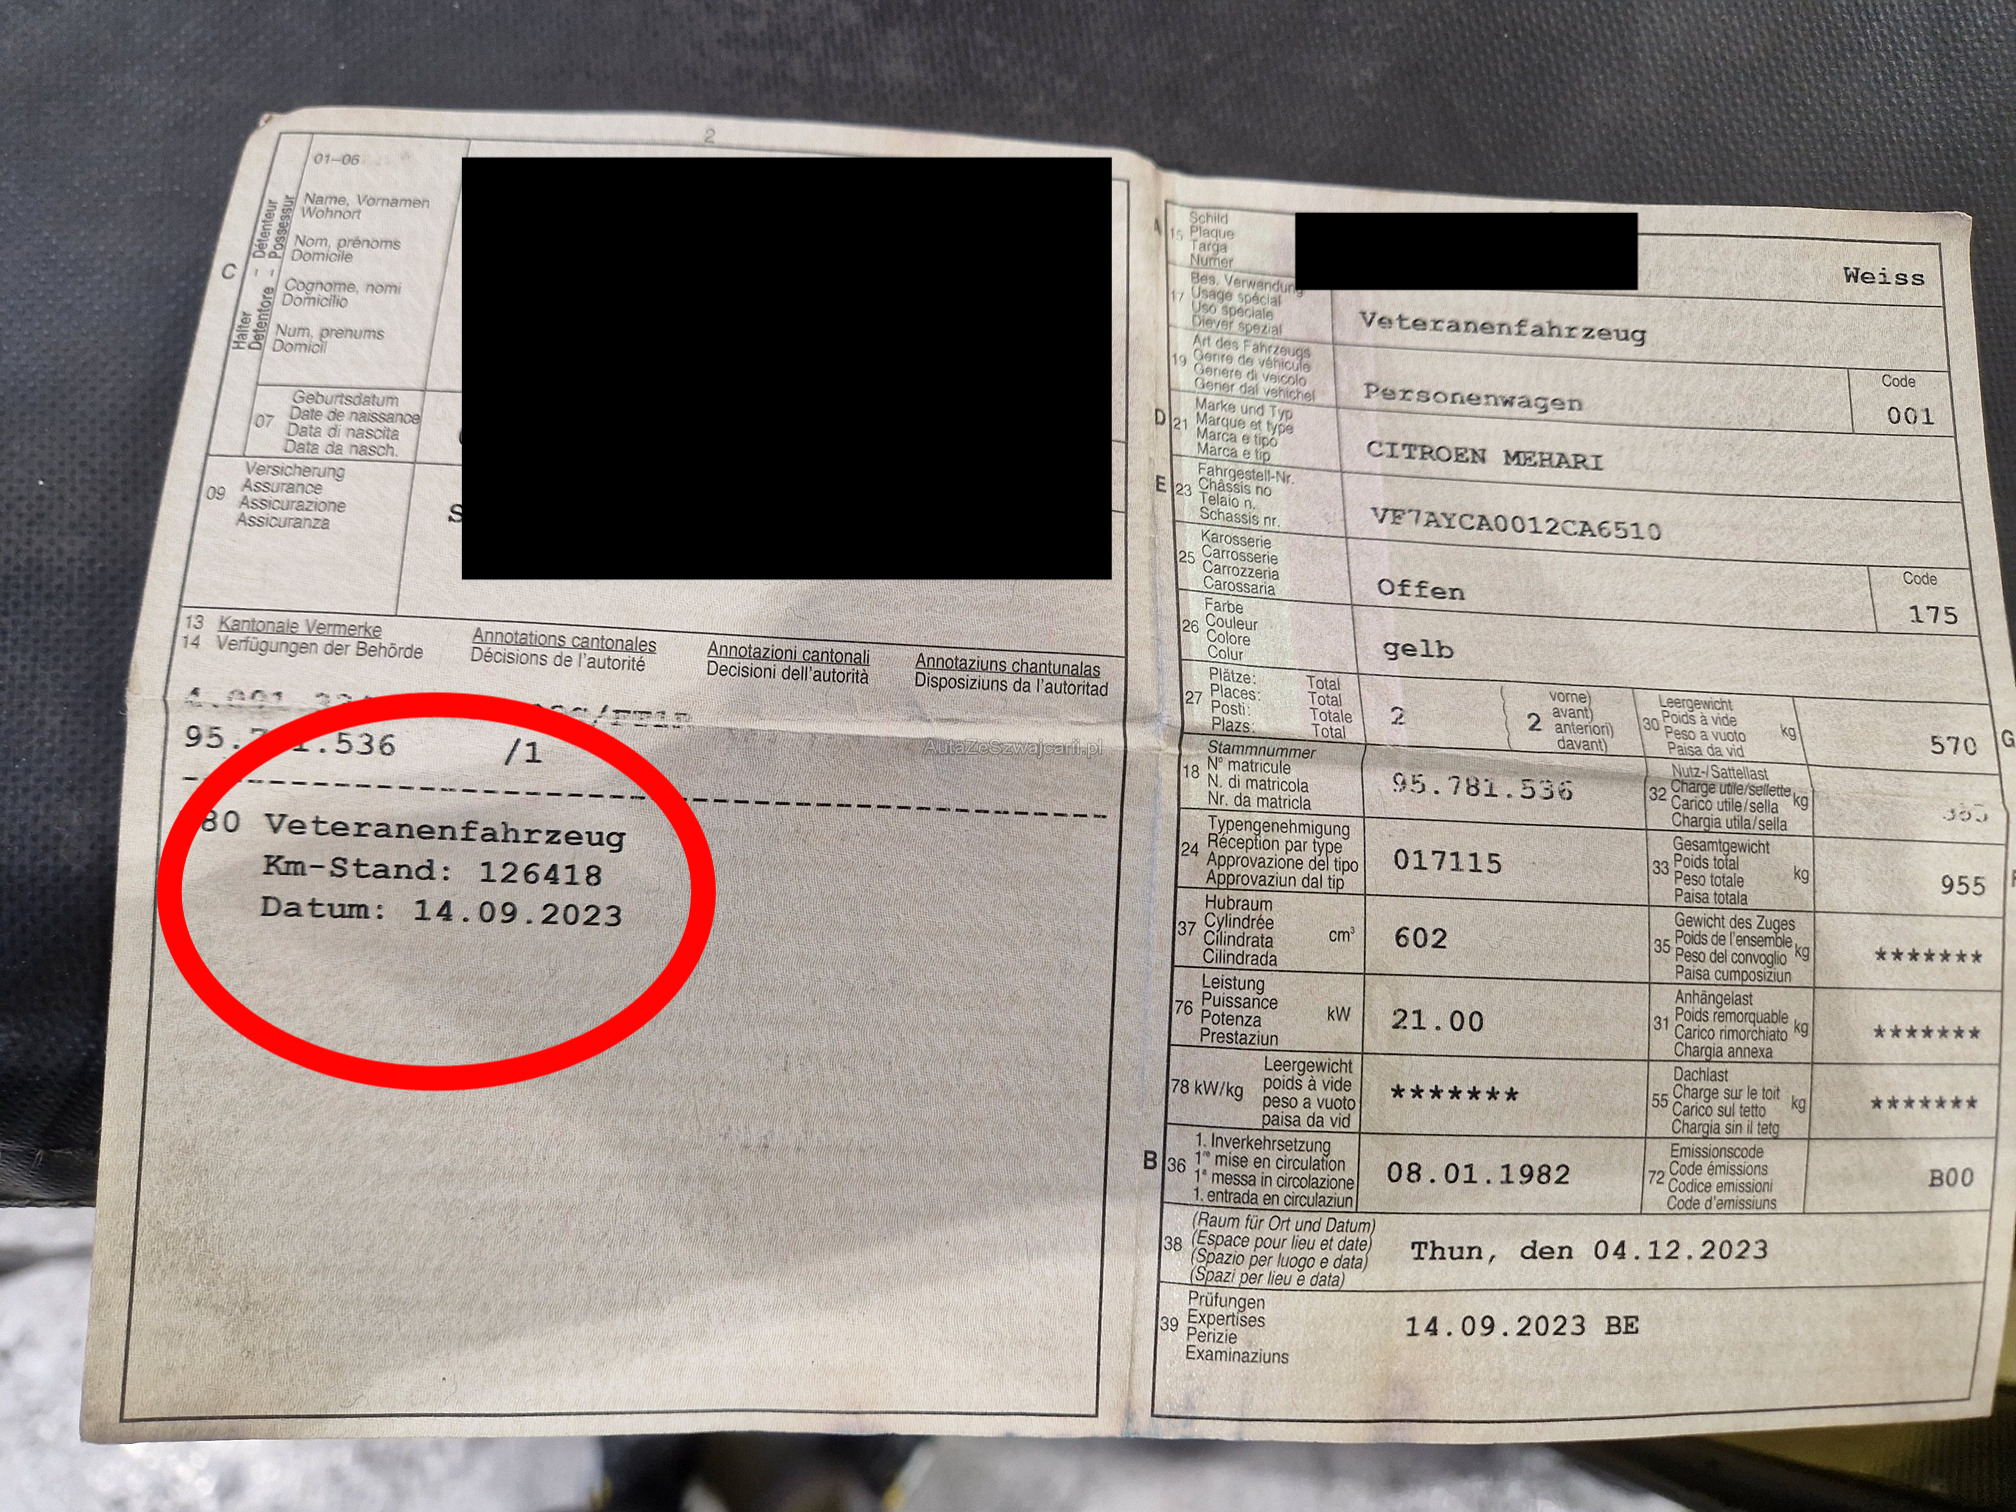 2
01–06
C
Halter – Détenteur
Detentore – Possessur
Name, Vornamen
Wohnort
Nom, prénoms
Domicile
Cognome, nomi
Domicilio
Num, prenums
Domicil
07
Geburtsdatum
Date de naissance
Data di nascita
Data da nasch.
09
Versicherung
Assurance
Assicurazione
Assicuranza
S
13 Kantonale Vermerke Annotations cantonales Annotazioni cantonali Annotaziuns chantunalas
14 Verfügungen der Behörde Décisions de l'autorité Decisioni dell'autorità Disposiziuns da l'autoritad
/1
80 Veteranenfahrzeug
Km-Stand: 126418
Datum: 14.09.2023
AutaZeSzwajcarii.pl
A
15
Schild
Plaque
Targa
Numer
Weiss
17
Bes. Verwendung
Usage spécial
Uso speciale
Diever spezial
Veteranenfahrzeug
19
Art des Fahrzeugs
Genre de véhicule
Genere di veicolo
Gener dal vehichel
Personenwagen
Code
001
D
21
Marke und Typ
Marque et type
Marca e tipo
Marca e tip
CITROEN MEHARI
E
23
Fahrgestell-Nr.
Châssis no
Telaio n.
Schassis nr.
VF7AYCA0012CA6510
25
Karosserie
Carrosserie
Carrozzeria
Carossaria
Offen
Code
175
26
Farbe
Couleur
Colore
Colur
gelb
27
Plätze: Total
Places: Total
Posti: Totale
Plazs: Total
2
2
vorne)
avant)
anteriori)
davant)
30
Leergewicht
Poids à vide
Peso a vuoto
Paisa da vid
kg
570
G
18
Stammnummer
N° matricule
N. di matricola
Nr. da matricla
95.781.536
32
Nutz-/Sattellast
Charge utile/sellette
Carico utile/sella
Chargia utila/sella
kg
24
Typengenehmigung
Réception par type
Approvazione del tipo
Approvaziun dal tip
017115
33
Gesamtgewicht
Poids total
Peso totale
Paisa totala
kg
955
37
Hubraum
Cylindrée
Cilindrata
Cilindrada
cm³
602
35
Gewicht des Zuges
Poids de l'ensemble
Peso del convoglio
Paisa cumposiziun
kg
*******
76
Leistung
Puissance
Potenza
Prestaziun
kW
21.00
31
Anhängelast
Poids remorquable
Carico rimorchiato
Chargia annexa
kg
*******
78 kW/kg
Leergewicht
poids à vide
peso a vuoto
paisa da vid
*******
55
Dachlast
Charge sur le toit
Carico sul tetto
Chargia sin il tetg
kg
*******
B
36
1. Inverkehrsetzung
1re mise en circulation
1a messa in circolazione
1. entrada en circulaziun
08.01.1982
72
Emissionscode
Code émissions
Codice emissioni
Code d'emissiuns
B00
38
(Raum für Ort und Datum)
(Espace pour lieu et date)
(Spazio per luogo e data)
(Spazi per lieu e data)
Thun, den 04.12.2023
39
Prüfungen
Expertises
Perizie
Examinaziuns
14.09.2023 BE